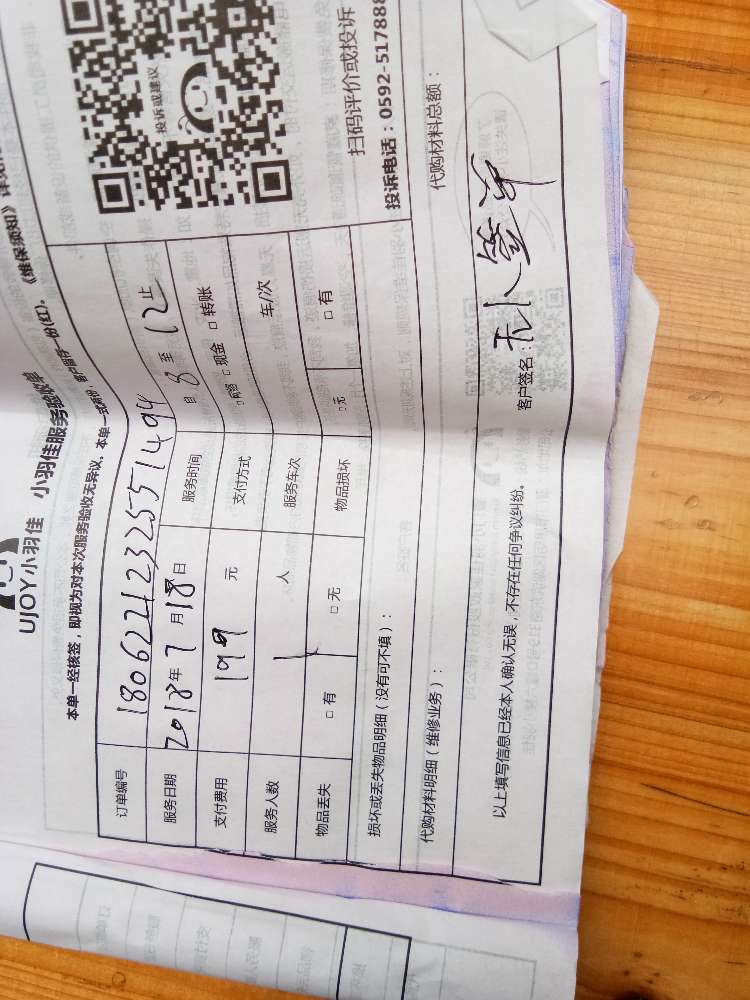 UJOY小羽佳 小羽佳服务验收单
本单一经核签，即视为对本次服务验收无异议。本单一式两份，客户留存一份(红)。《维保须知》
投诉或建议
扫码评价或投诉
投诉电话：0592-517888
订单编号 18062212325551494
服务日期 2018年7月18日 服务时间 自8至12止
支付费用 199元 支付方式 □网络 □现金 □转账
服务人数 1人 服务车次 车/次
物品丢失 □有 □无 物品损坏 □无 □有
损坏或丢失物品明细（没有可不填）：
代购材料明细（维修业务）： 代购材料总额：
以上填写信息已经本人确认无误，不存在任何争议纠纷。 客户签名：